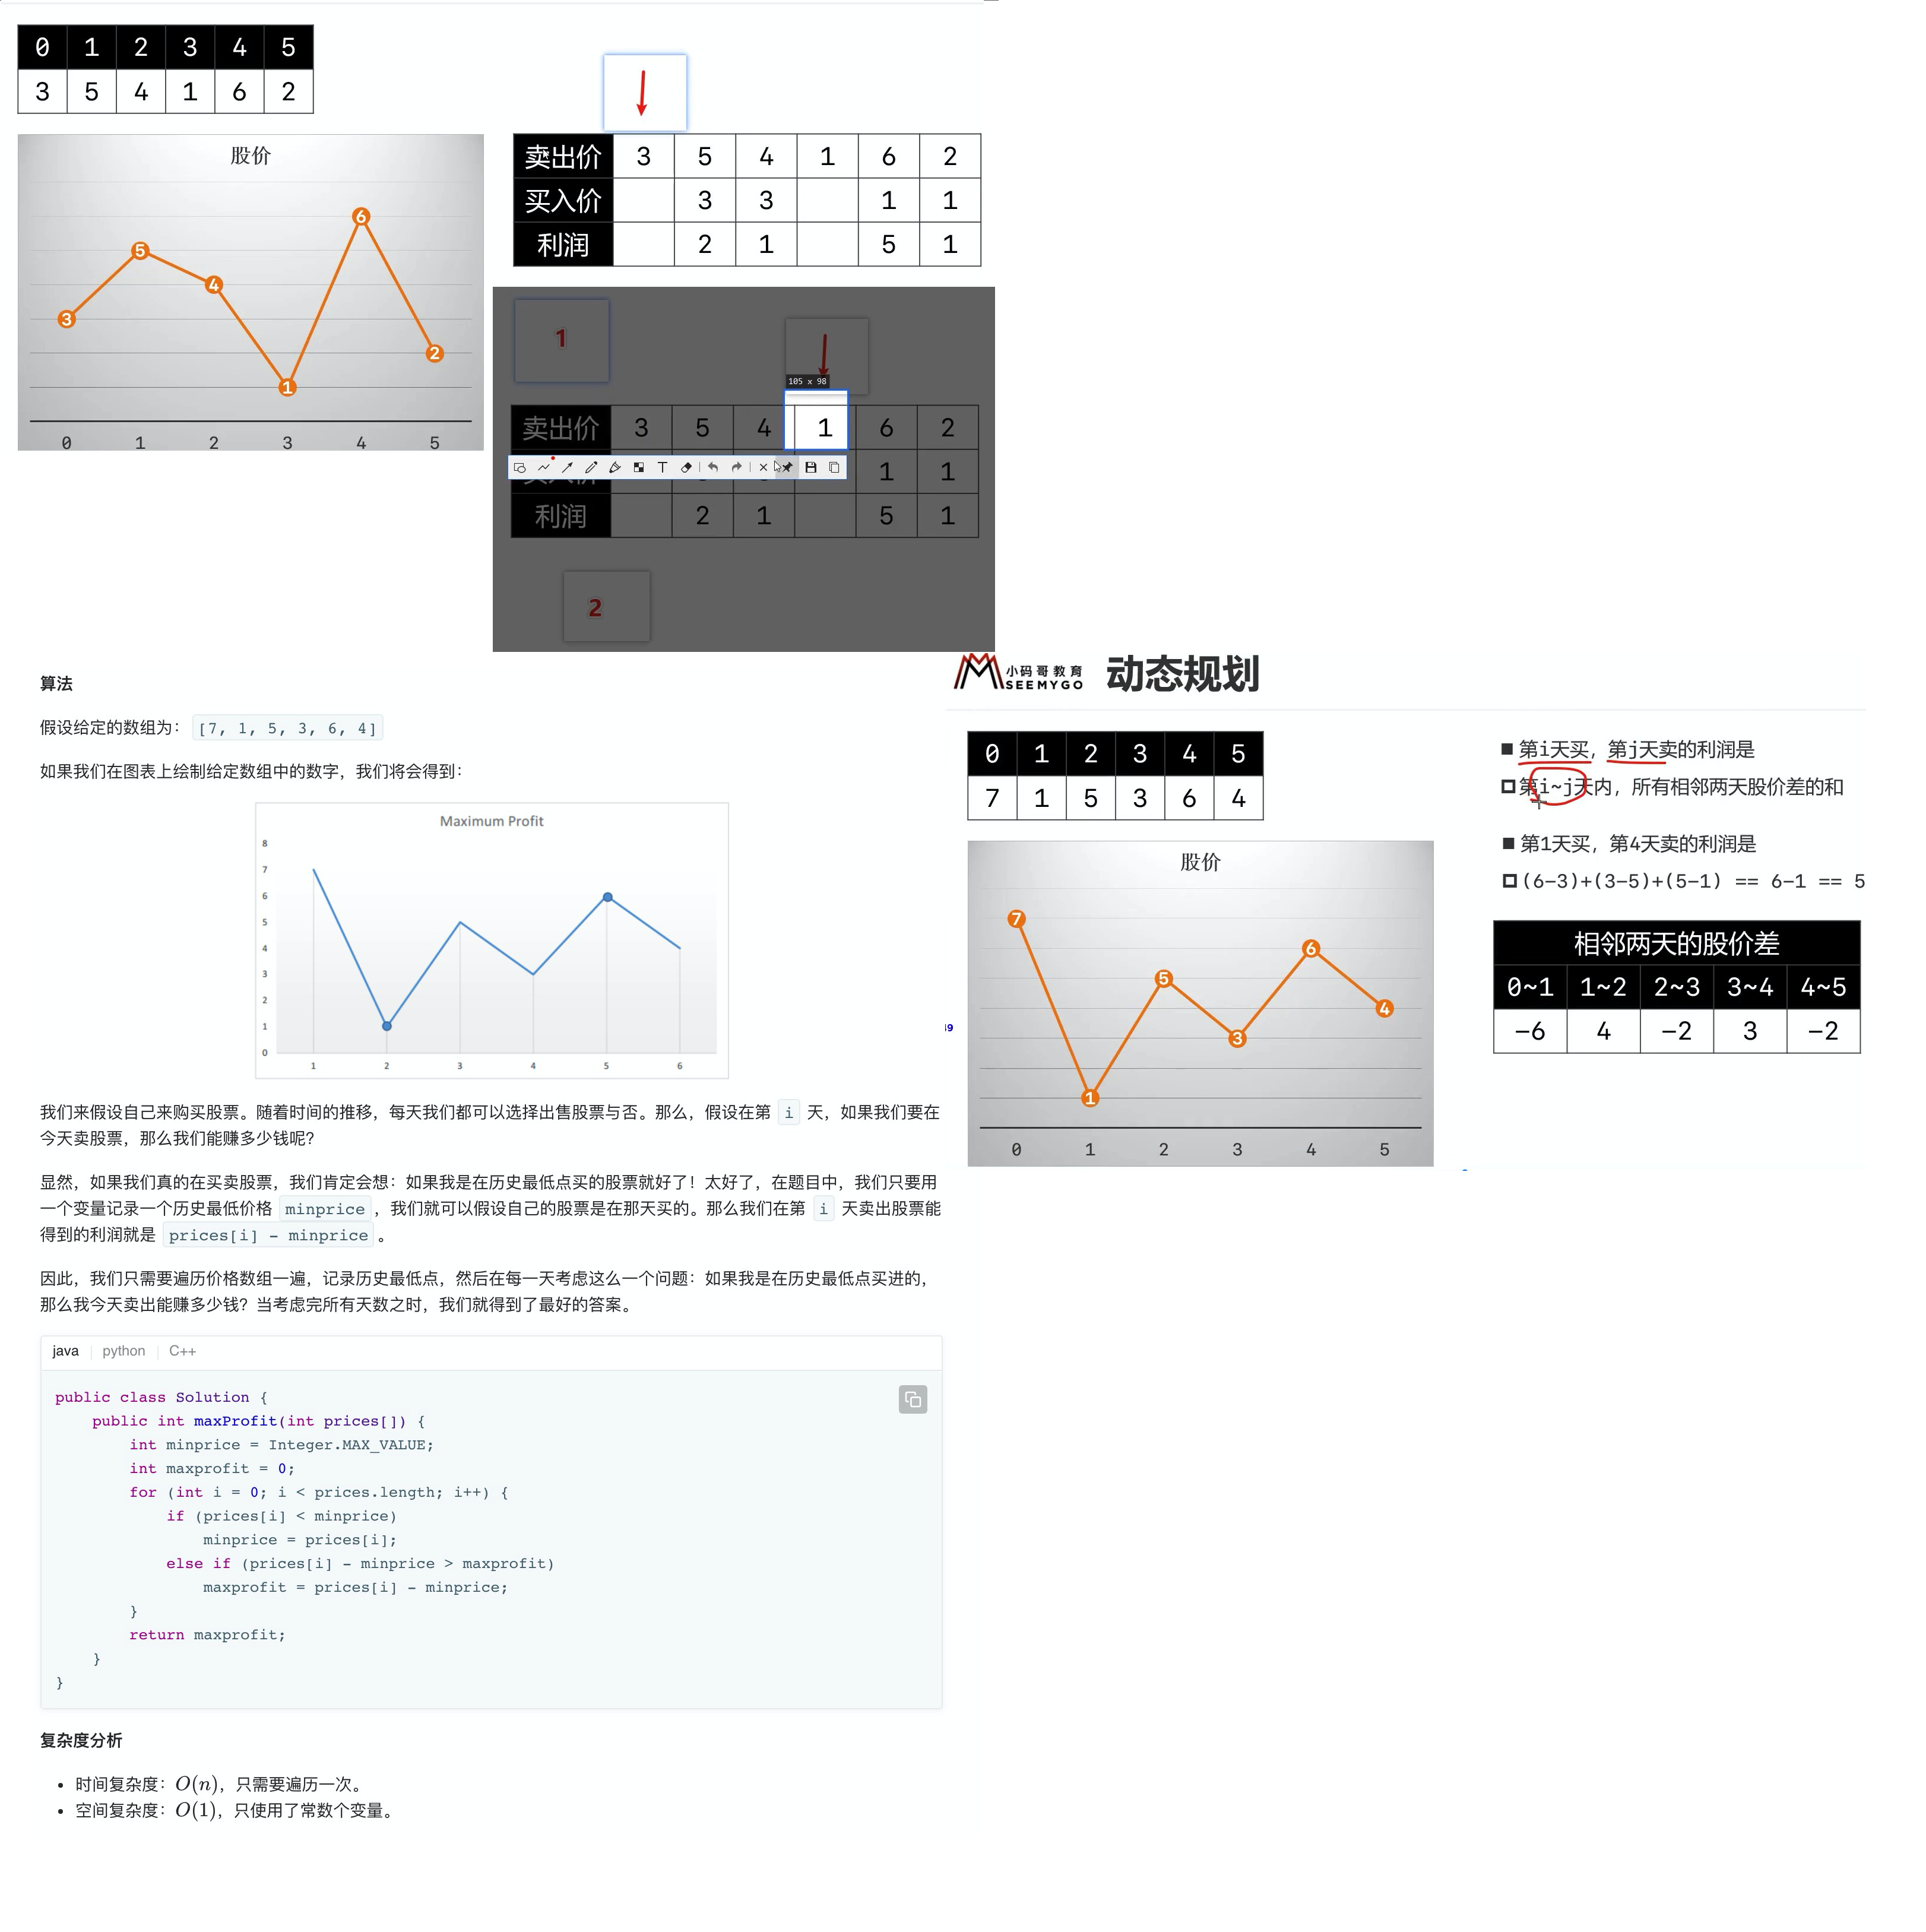 0 1 2 3 4 5
3 5 4 1 6 2
股价
6
5
4
3
2
1
0 1 2 3 4 5
卖出价 3 5 4 1 6 2
买入价 3 3 1 1
利润 2 1 5 1
1
105 x 98
卖出价 3 5 4 1 6 2
1 1
利润 2 1 5 1
2
算法
假设给定的数组为： [7, 1, 5, 3, 6, 4]
如果我们在图表上绘制给定数组中的数字，我们将会得到：
Maximum Profit
8
7
6
5
4
3
2
1
0
1 2 3 4 5 6
我们来假设自己来购买股票。随着时间的推移，每天我们都可以选择出售股票与否。那么，假设在第 i 天，如果我们要在
今天卖股票，那么我们能赚多少钱呢？
显然，如果我们真的在买卖股票，我们肯定会想：如果我是在历史最低点买的股票就好了！太好了，在题目中，我们只要用
一个变量记录一个历史最低价格 minprice ，我们就可以假设自己的股票是在那天买的。那么我们在第 i 天卖出股票能
得到的利润就是 prices[i] - minprice 。
因此，我们只需要遍历价格数组一遍，记录历史最低点，然后在每一天考虑这么一个问题：如果我是在历史最低点买进的，
那么我今天卖出能赚多少钱？当考虑完所有天数之时，我们就得到了最好的答案。
java python C++
public class Solution {
    public int maxProfit(int prices[]) {
        int minprice = Integer.MAX_VALUE;
        int maxprofit = 0;
        for (int i = 0; i < prices.length; i++) {
            if (prices[i] < minprice)
                minprice = prices[i];
            else if (prices[i] - minprice > maxprofit)
                maxprofit = prices[i] - minprice;
        }
        return maxprofit;
    }
}
复杂度分析
• 时间复杂度：O(n)，只需要遍历一次。
• 空间复杂度：O(1)，只使用了常数个变量。
小码哥教育
SEEMYGO
动态规划
0 1 2 3 4 5
7 1 5 3 6 4
股价
7
6
5
4
3
1
0 1 2 3 4 5
■ 第i天买，第j天卖的利润是
第i~j天内，所有相邻两天股价差的和
■ 第1天买，第4天卖的利润是
(6-3)+(3-5)+(5-1) == 6-1 == 5
相邻两天的股价差
0~1 1~2 2~3 3~4 4~5
-6 4 -2 3 -2